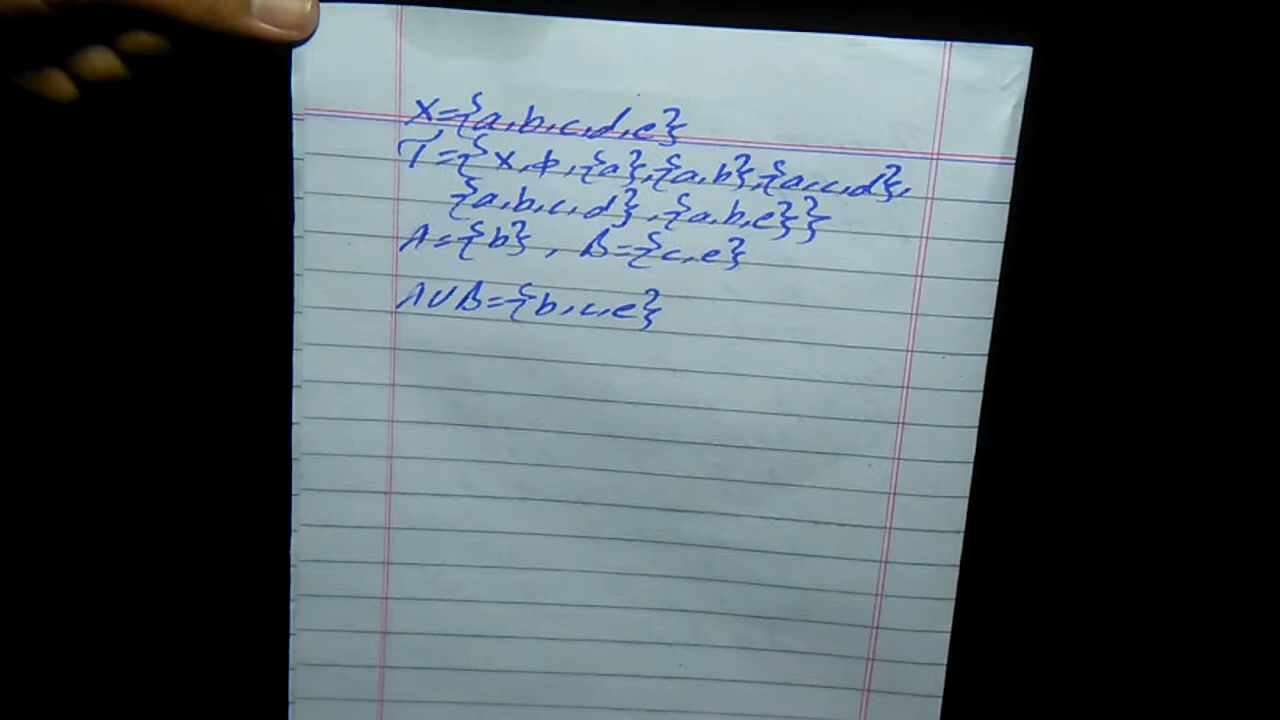 X={a,b,c,d,e}
T={X,ϕ,{a},{a,b},{a,c,d},
{a,b,c,d},{a,b,e}}
A={b}, B={c,e}
A∪B={b,c,e}